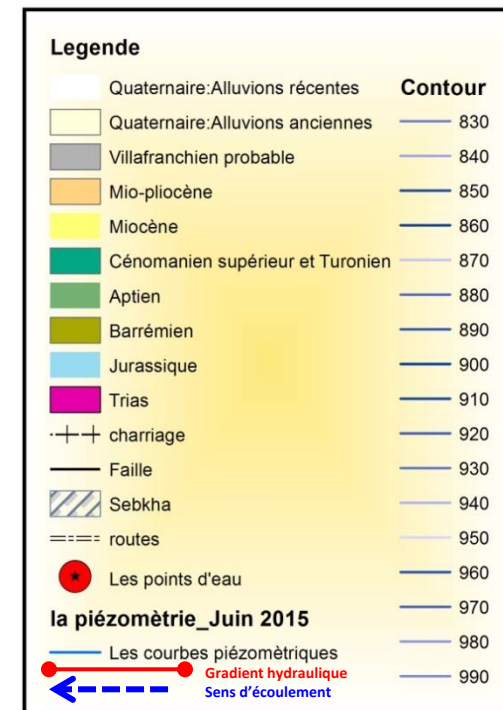 Legende
Quaternaire:Alluvions récentes
Quaternaire:Alluvions anciennes
Villafranchien probable
Mio-pliocène
Miocène
Cénomanien supérieur et Turonien
Aptien
Barrémien
Jurassique
Trias
charriage
Faille
Sebkha
routes
Les points d'eau
la piézomètrie_Juin 2015
Les courbes piézomètriques
Gradient hydraulique
Sens d'écoulement
Contour
830
840
850
860
870
880
890
900
910
920
930
940
950
960
970
980
990